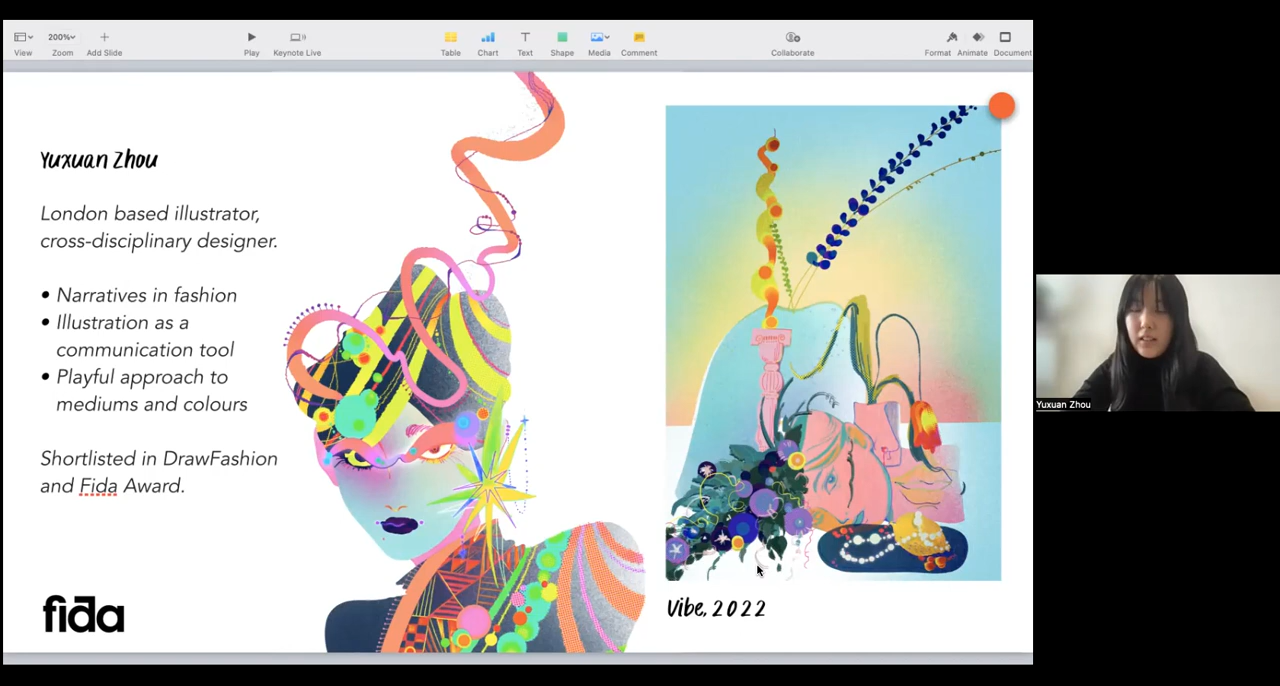 View
200%
Zoom
Add Slide
Play
Keynote Live
Table
Chart
Text
Shape
Media
Comment
Collaborate
Format
Animate
Document
Yuxuan Zhou
London based illustrator,
cross-disciplinary designer.
• Narratives in fashion
• Illustration as a
communication tool
• Playful approach to
mediums and colours
Shortlisted in DrawFashion
and Fida Award.
fida
Vibe, 2022
Yuxuan Zhou